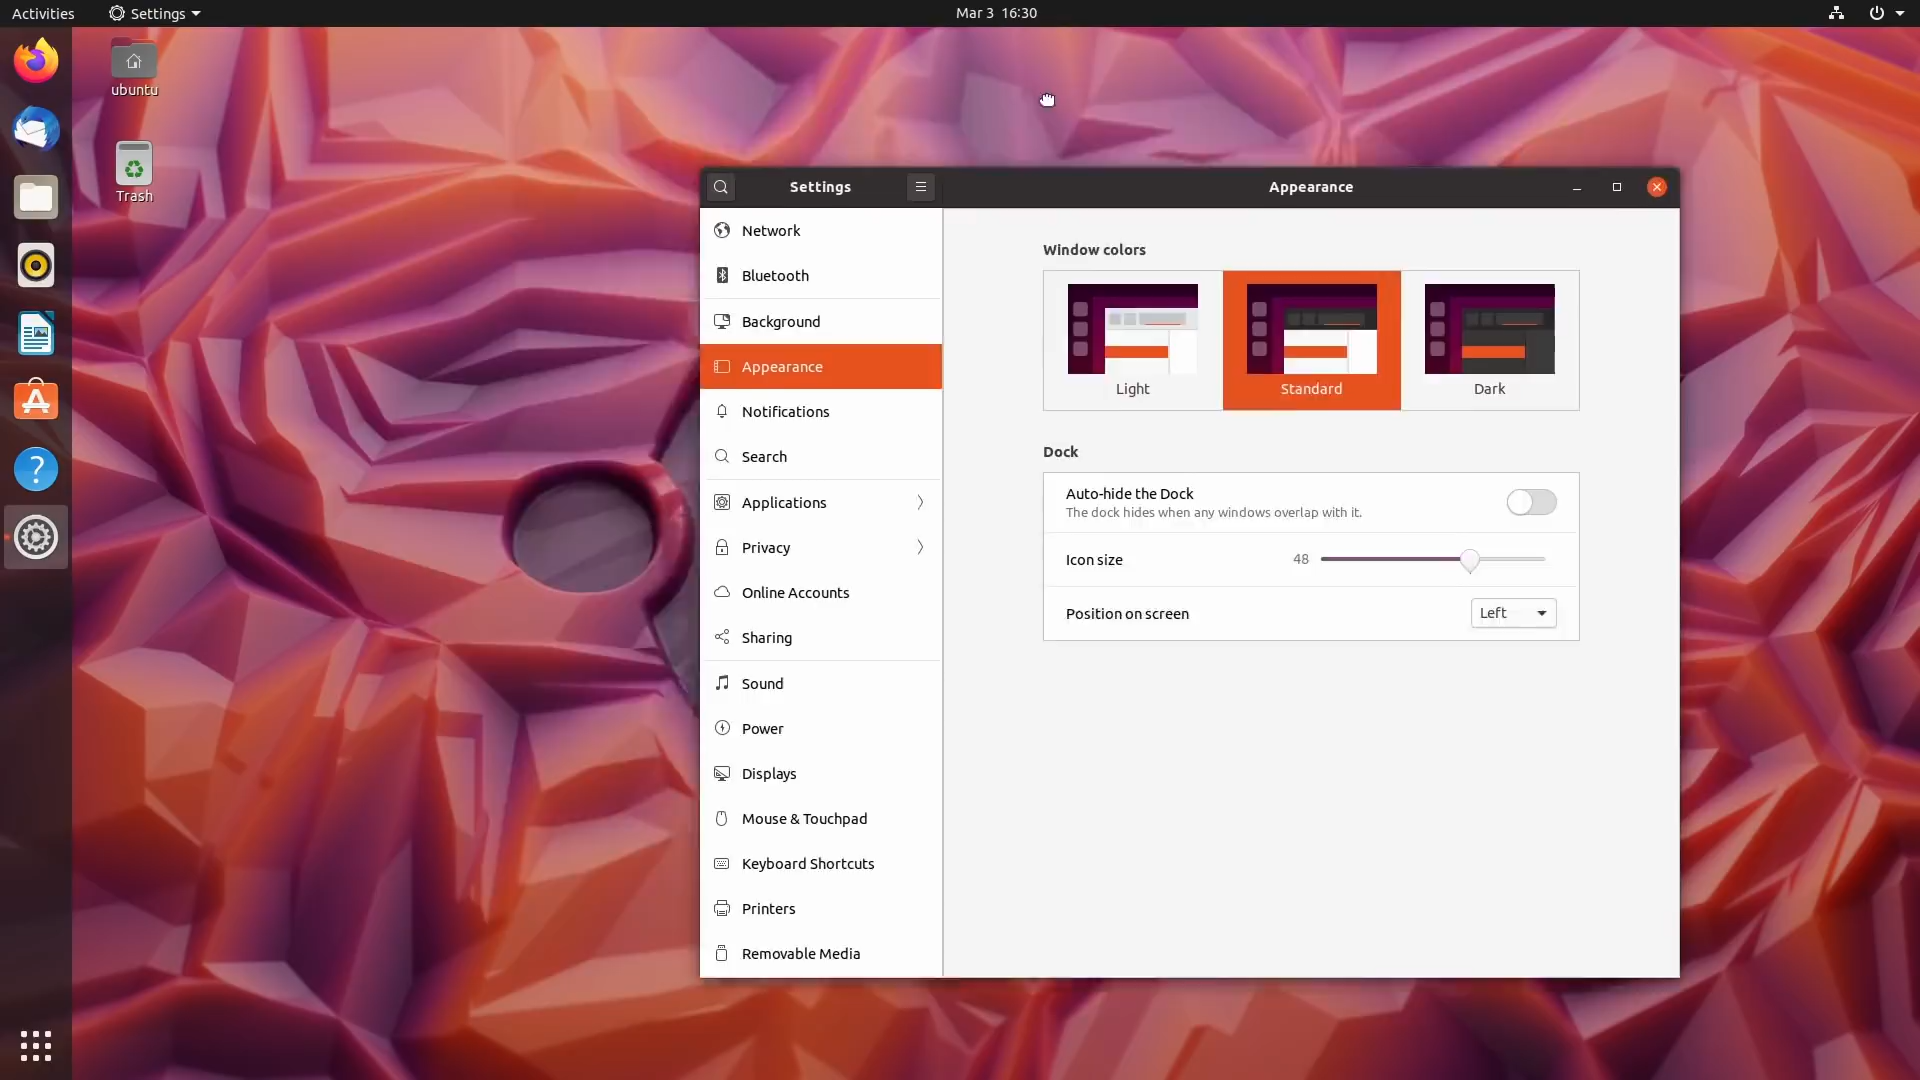 Activities
Settings
Mar 3 16:30
ubuntu
Trash
Settings
Appearance
Network
Bluetooth
Background
Appearance
Notifications
Search
Applications
Privacy
Online Accounts
Sharing
Sound
Power
Displays
Mouse & Touchpad
Keyboard Shortcuts
Printers
Removable Media
Window colors
Light
Standard
Dark
Dock
Auto-hide the Dock
The dock hides when any windows overlap with it.
Icon size
48
Position on screen
Left